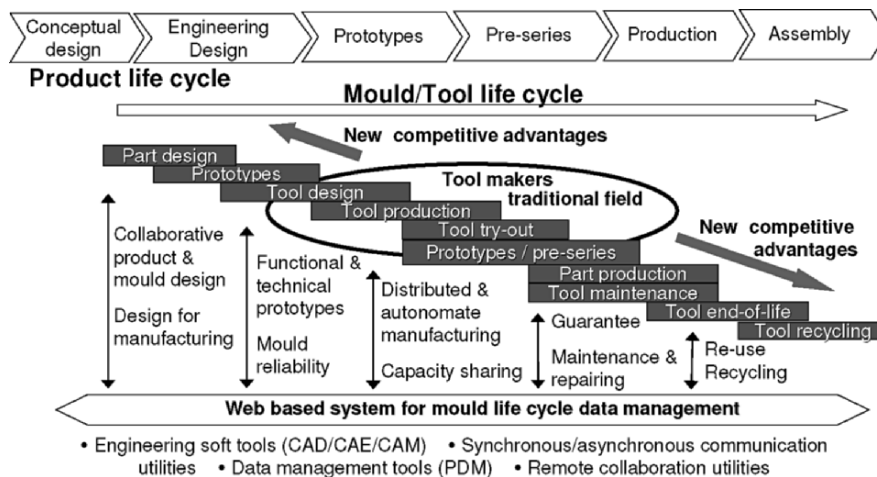 Conceptual
design
Engineering
Design
Prototypes
Pre-series
Production
Assembly
Product life cycle
Mould/Tool life cycle
New competitive advantages
Part design
Prototypes
Tool design
Tool production
Tool try-out
Prototypes / pre-series
Part production
Tool maintenance
Tool end-of-life
Tool recycling
Tool makers
traditional field
New competitive
advantages
Collaborative
product &
mould design
Design for
manufacturing
Functional &
technical
prototypes
Mould
reliability
Distributed &
autonomate
manufacturing
Capacity sharing
Guarantee
Maintenance &
repairing
Re-use
Recycling
Web based system for mould life cycle data management
• Engineering soft tools (CAD/CAE/CAM) • Synchronous/asynchronous communication
utilities • Data management tools (PDM) • Remote collaboration utilities